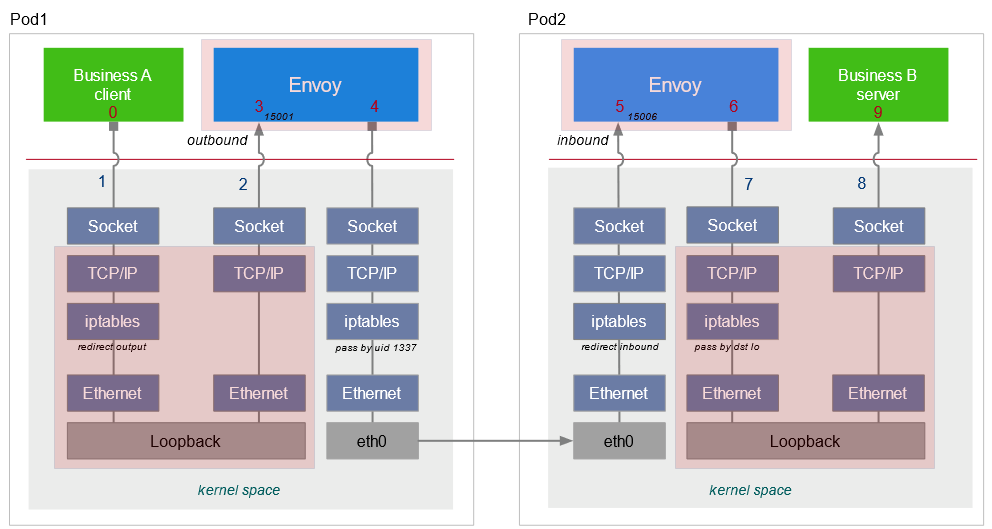 Pod1
Business A
client
0
Envoy
3
15001
4
outbound
1
2
Socket
Socket
Socket
TCP/IP
TCP/IP
TCP/IP
iptables
iptables
redirect output
pass by uid 1337
Ethernet
Ethernet
Ethernet
Loopback
eth0
kernel space
Pod2
Envoy
5
15006
6
Business B
server
9
inbound
7
8
Socket
Socket
Socket
TCP/IP
TCP/IP
TCP/IP
iptables
iptables
redirect inbound
pass by dst lo
Ethernet
Ethernet
Ethernet
eth0
Loopback
kernel space